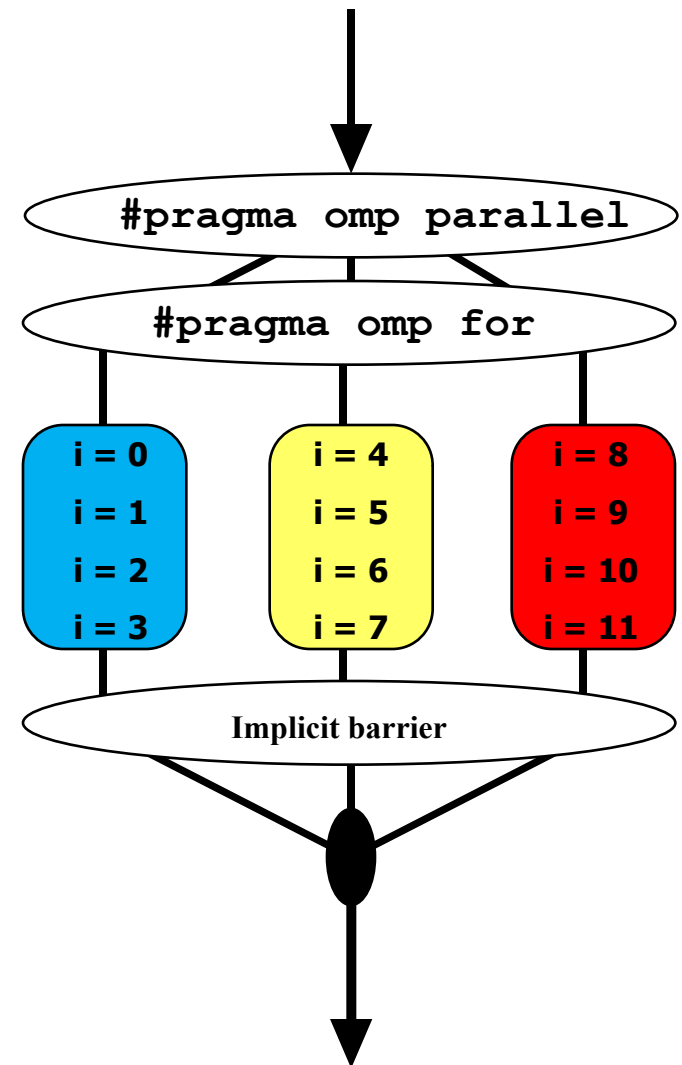 #pragma omp parallel
#pragma omp for
i = 0
i = 1
i = 2
i = 3
i = 4
i = 5
i = 6
i = 7
i = 8
i = 9
i = 10
i = 11
Implicit barrier